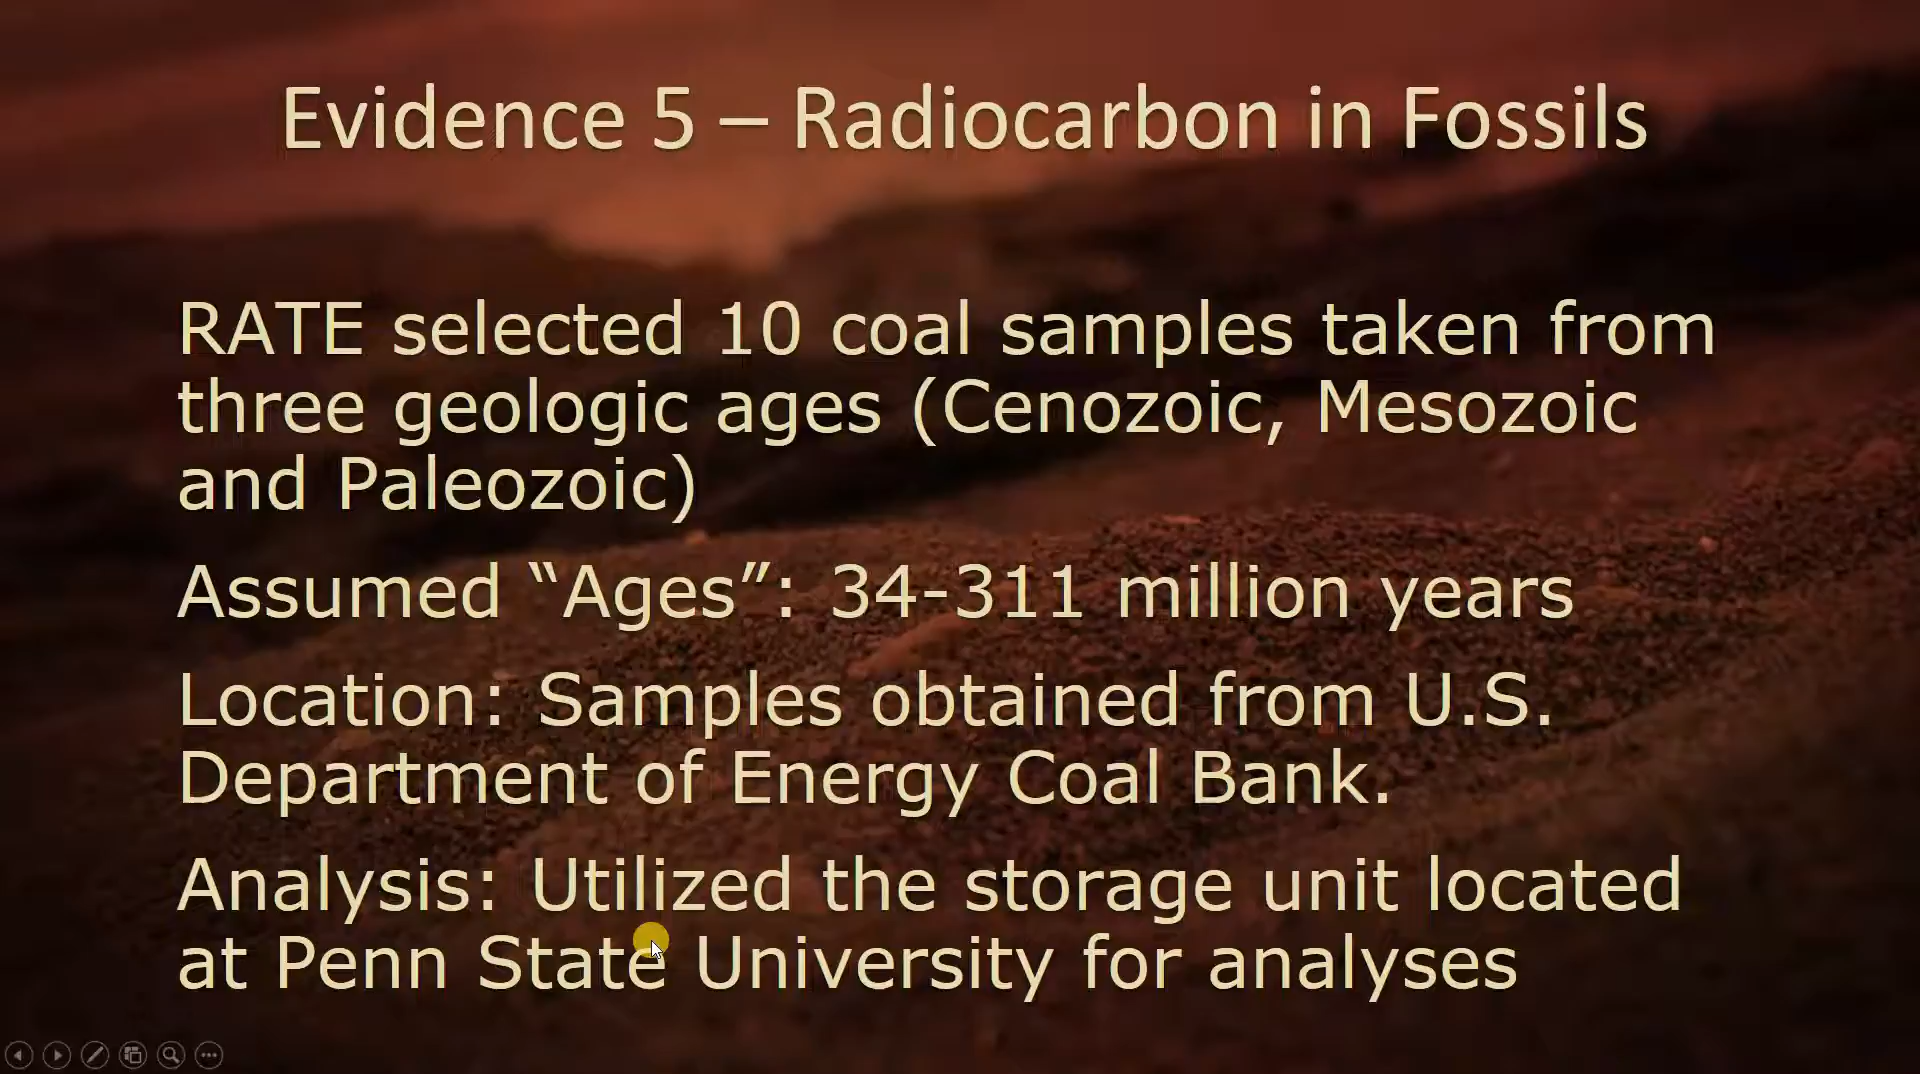 Evidence 5 – Radiocarbon in Fossils
RATE selected 10 coal samples taken from
three geologic ages (Cenozoic, Mesozoic
and Paleozoic)
Assumed “Ages”: 34-311 million years
Location: Samples obtained from U.S.
Department of Energy Coal Bank.
Analysis: Utilized the storage unit located
at Penn State University for analyses